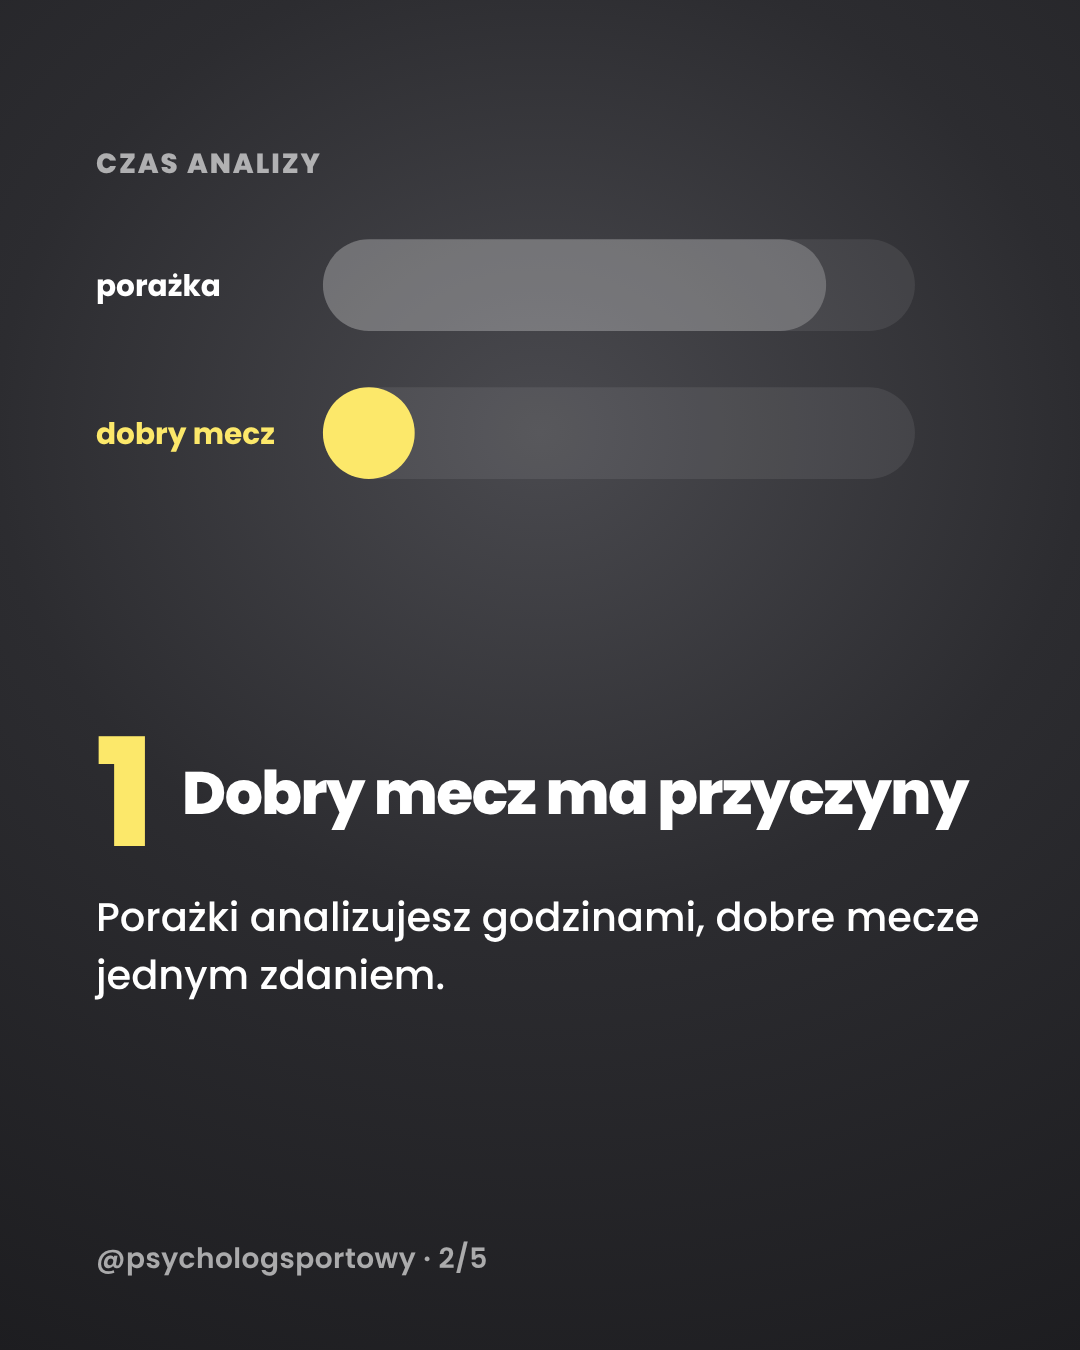 CZAS ANALIZY
porażka
dobry mecz
1 Dobry mecz ma przyczyny
Porażki analizujesz godzinami, dobre mecze
jednym zdaniem.
@psychologsportowy · 2/5